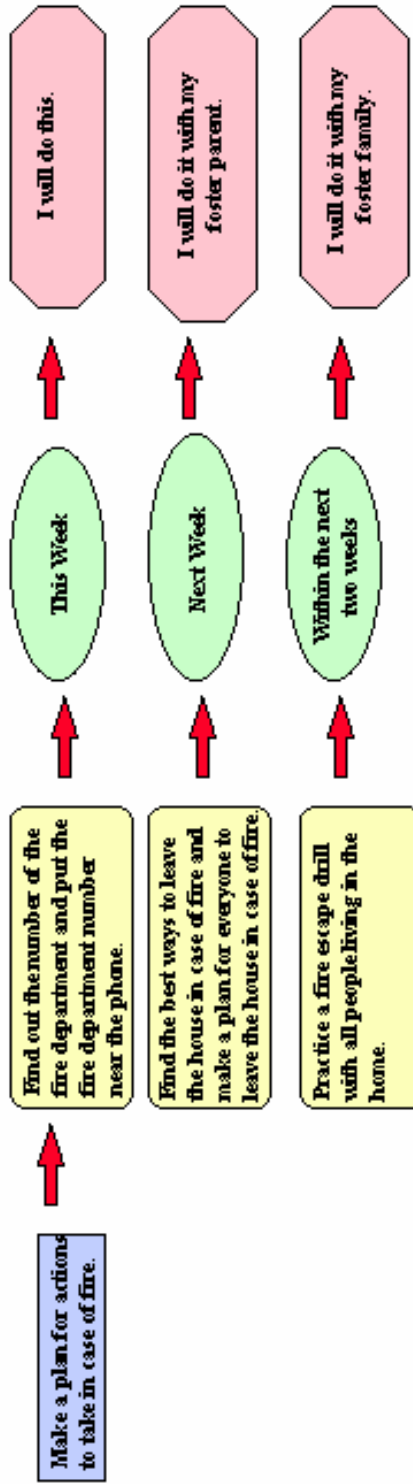 Make a plan for actions
to take in case of fire.
Find out the number of the
fire department and put the
fire department number
near the phone.
This Week
I will do this.
Find the best ways to leave
the house in case of fire and
make a plan for everyone to
leave the house in case of fire.
Next Week
I will do it with my
foster parent.
Practice a fire escape drill
with all people living in the
home.
Within the next
two weeks
I will do it with my
foster family.